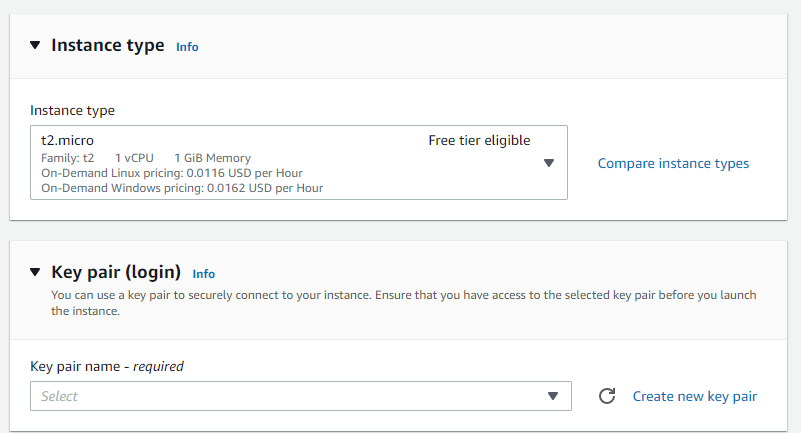 Instance type Info
Instance type
t2.micro Free tier eligible
Family: t2 1 vCPU 1 GiB Memory
On-Demand Linux pricing: 0.0116 USD per Hour
On-Demand Windows pricing: 0.0162 USD per Hour
Compare instance types
Key pair (login) Info
You can use a key pair to securely connect to your instance. Ensure that you have access to the selected key pair before you launch
the instance.
Key pair name - required
Select
Create new key pair